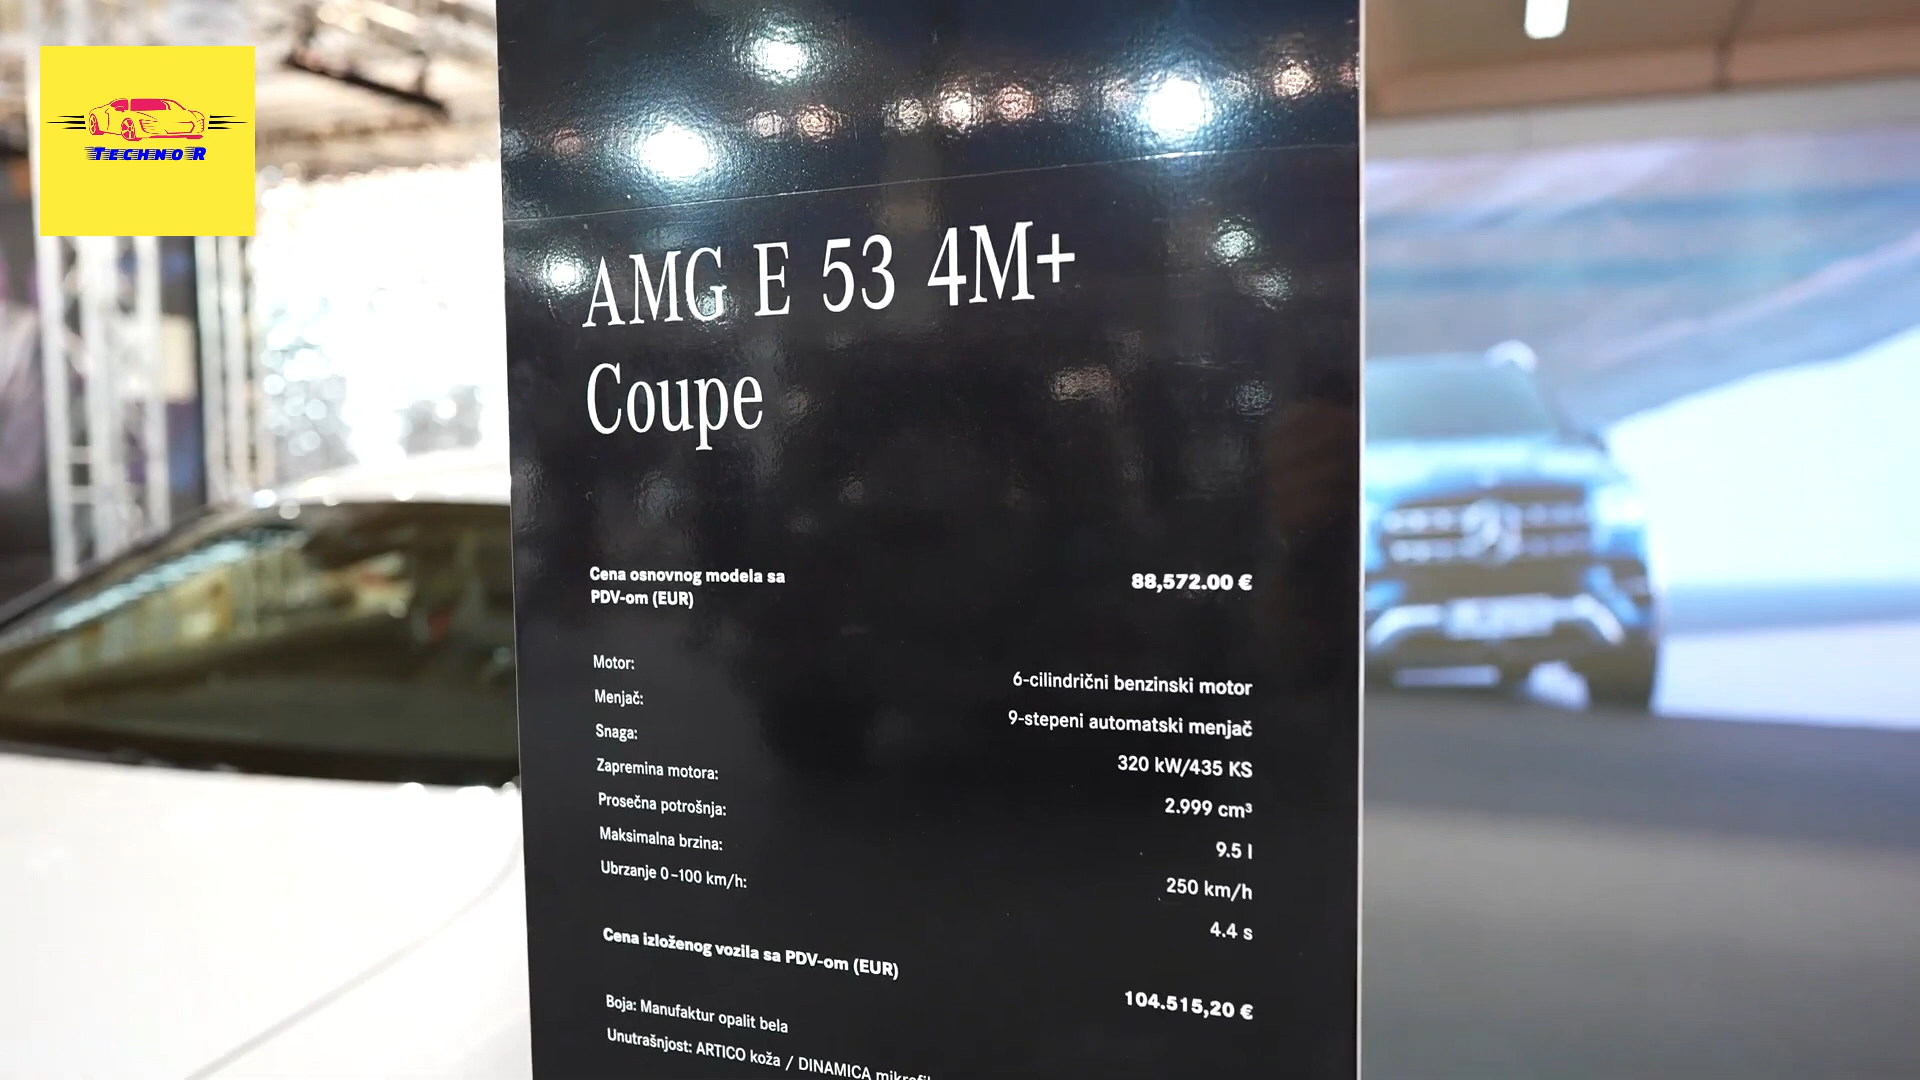 TECHNO R
AMG E 53 4M+
Coupe
Cena osnovnog modela sa
PDV-om (EUR)
88,572.00 €
Motor:
6-cilindrični benzinski motor
Menjač:
9-stepeni automatski menjač
Snaga:
320 kW/435 KS
Zapremina motora:
2.999 cm³
Prosečna potrošnja:
9.5 l
Maksimalna brzina:
250 km/h
Ubrzanje 0-100 km/h:
4.4 s
Cena izloženog vozila sa PDV-om (EUR)
104.515,20 €
Boja: Manufaktur opalit bela
Unutrašnjost: ARTICO koža / DINAMICA